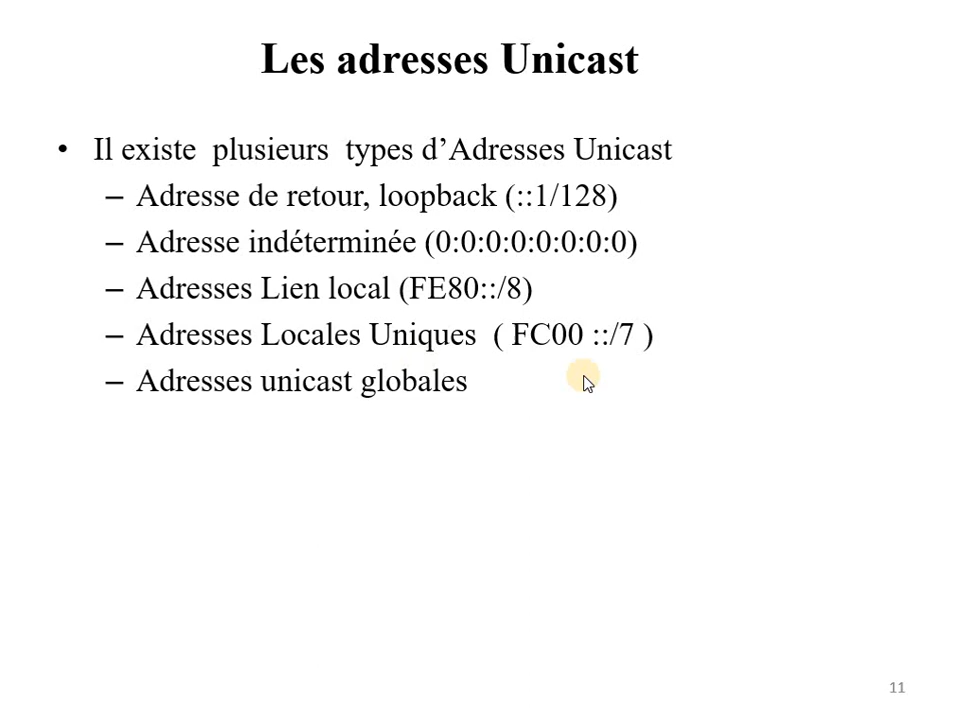 Les adresses Unicast
• Il existe plusieurs types d’Adresses Unicast
– Adresse de retour, loopback (::1/128)
– Adresse indéterminée (0:0:0:0:0:0:0:0)
– Adresses Lien local (FE80::/8)
– Adresses Locales Uniques ( FC00 ::/7 )
– Adresses unicast globales
11